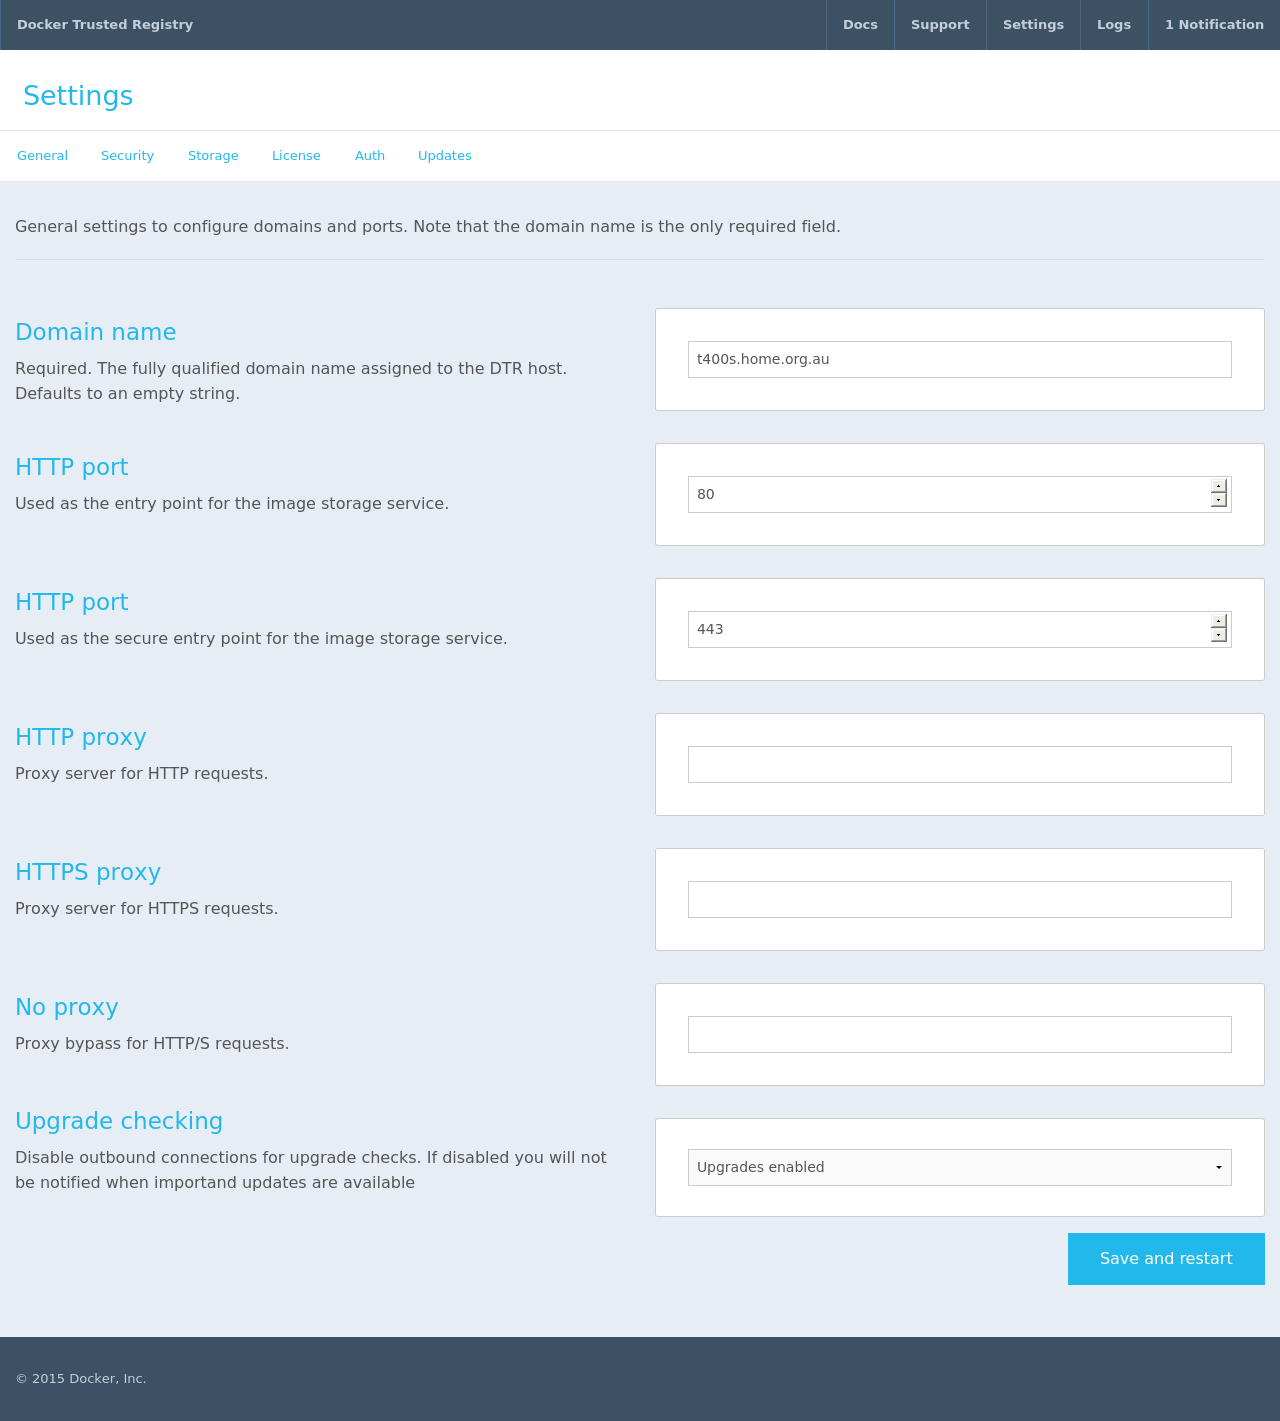 Docker Trusted Registry
Docs
Support
Settings
Logs
1 Notification
Settings
General
Security
Storage
License
Auth
Updates
General settings to configure domains and ports. Note that the domain name is the only required field.
Domain name
Required. The fully qualified domain name assigned to the DTR host.
Defaults to an empty string.
t400s.home.org.au
HTTP port
Used as the entry point for the image storage service.
80
HTTP port
Used as the secure entry point for the image storage service.
443
HTTP proxy
Proxy server for HTTP requests.
HTTPS proxy
Proxy server for HTTPS requests.
No proxy
Proxy bypass for HTTP/S requests.
Upgrade checking
Disable outbound connections for upgrade checks. If disabled you will not
be notified when importand updates are available
Upgrades enabled
Save and restart
© 2015 Docker, Inc.